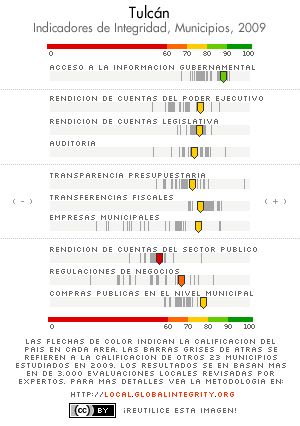 Tulcán
Indicadores de Integridad, Municipios, 2009
0 60 70 80 90 100
ACCESO A LA INFORMACION GUBERNAMENTAL
RENDICION DE CUENTAS DEL PODER EJECUTIVO
RENDICION DE CUENTAS LEGISLATIVA
AUDITORIA
TRANSPARENCIA PRESUPUESTARIA
( - ) TRANSFERENCIAS FISCALES ( + )
EMPRESAS MUNICIPALES
RENDICION DE CUENTAS DEL SECTOR PUBLICO
REGULACIONES DE NEGOCIOS
COMPRAS PUBLICAS EN EL NIVEL MUNICIPAL
0 60 70 80 90 100
LAS FLECHAS DE COLOR INDICAN LA CALIFICACION DEL
PAIS EN CADA AREA. LAS BARRAS GRISES DE ATRAS SE
REFIEREN A LA CALIFICACION DE OTROS 23 MUNICIPIOS
ESTUDIADOS EN 2009. LOS RESULTADOS SE EN BASAN MAS
EN DE 3.000 EVALUACIONES LOCALES REVISADAS POR
EXPERTOS. PARA MAS DETALLES VEA LA METODOLOGIA EN:
HTTP://LOCAL.GLOBALINTEGRITY.ORG
cc BY ¡REUTILICE ESTA IMAGEN!